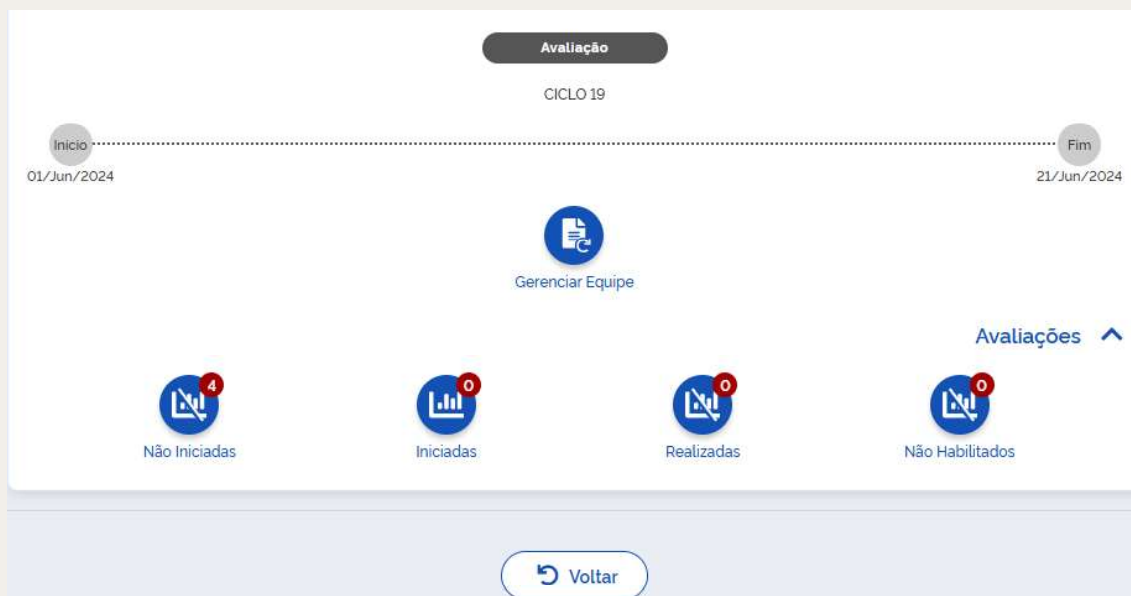 Avaliação
CICLO 19
Início
Fim
01/Jun/2024
21/Jun/2024
Gerenciar Equipe
Avaliações
4
0
0
0
Não Iniciadas
Iniciadas
Realizadas
Não Habilitados
Voltar